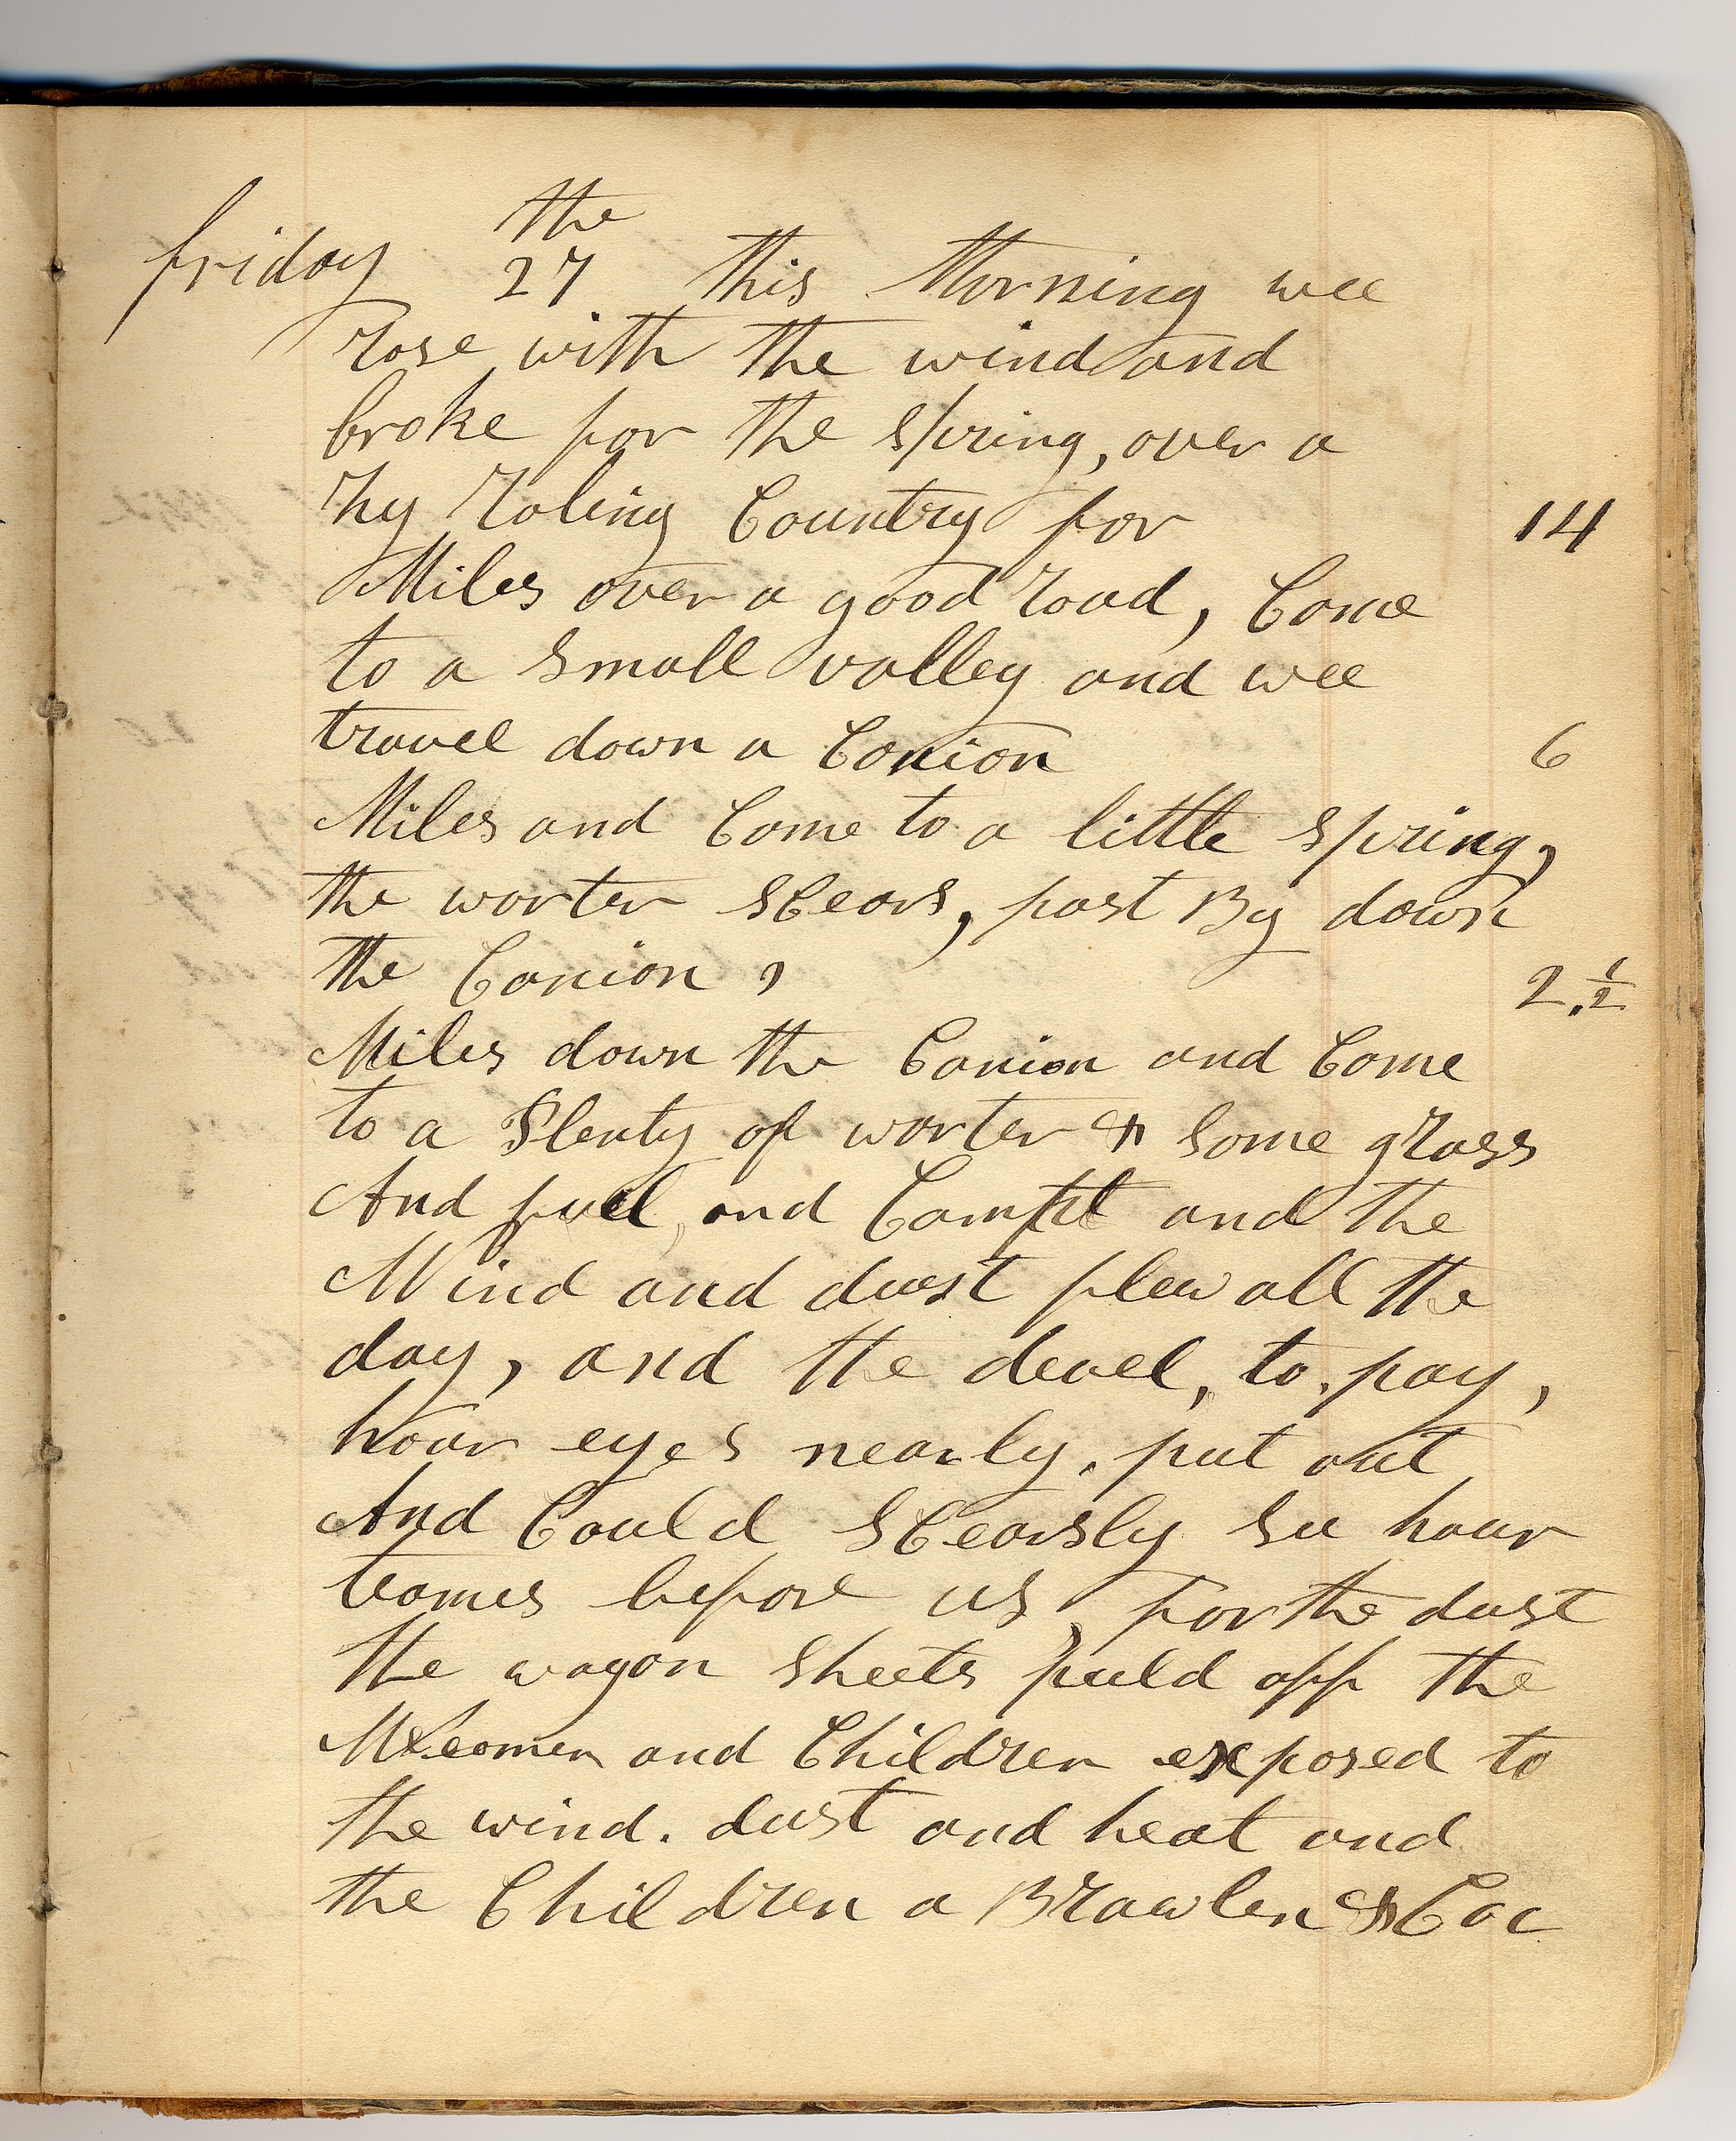 the
friday 27 this Morning wee
rose with the wind and
broke for the Spring, over a
hy roling Country for 14
Miles over a good road, Come
to a small valley and wee
travel down a Conion 6
Miles and Come to a little spring,
the worter sCears, past By down
the Conion, 2.½
Miles down the Conion and Come
to a Plenty of worter & some grass
And fuel, and Campt and the
Wind and dust flew all the
day, and the devel, to, pay,
hour eyes nearly. put out
And Could sCearsly see hour
teames before us, for the dust
the wagon sheets puld off the
Weomen and Children exposed to
the wind. dust and heat and
the Children a Brawlen & Cac